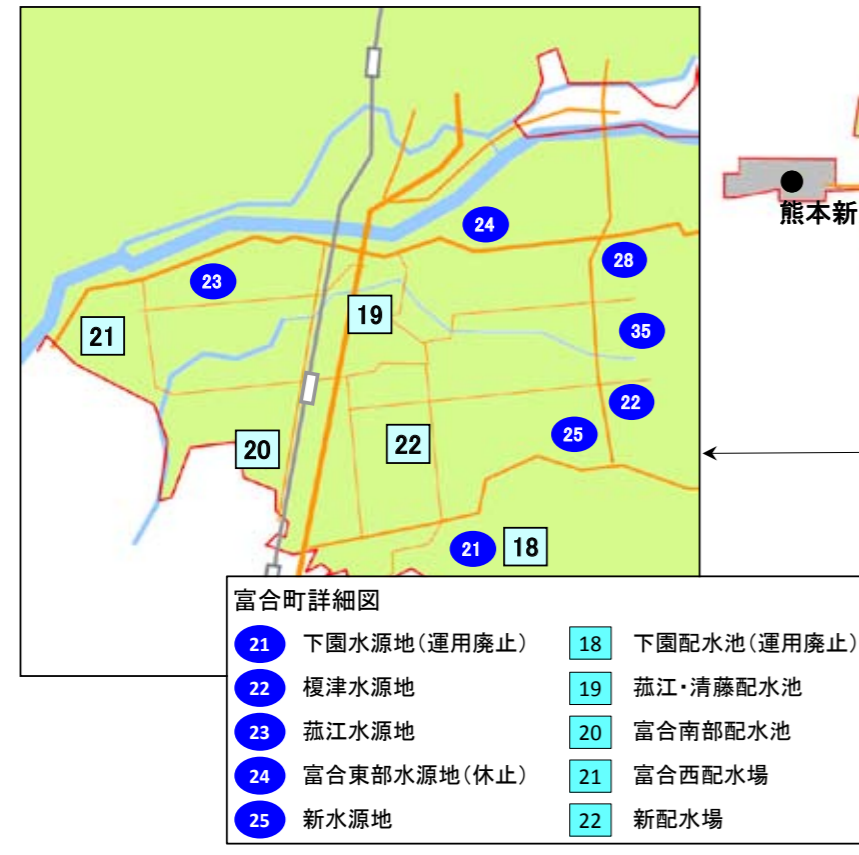 熊本新
24
28
23
19
35
21
22
20
22
25
21
18
富合町詳細図
21 下園水源地(運用廃止) 18 下園配水池(運用廃止)
22 榎津水源地 19 菰江・清藤配水池
23 菰江水源地 20 富合南部配水池
24 富合東部水源地(休止) 21 富合西配水場
25 新水源地 22 新配水場